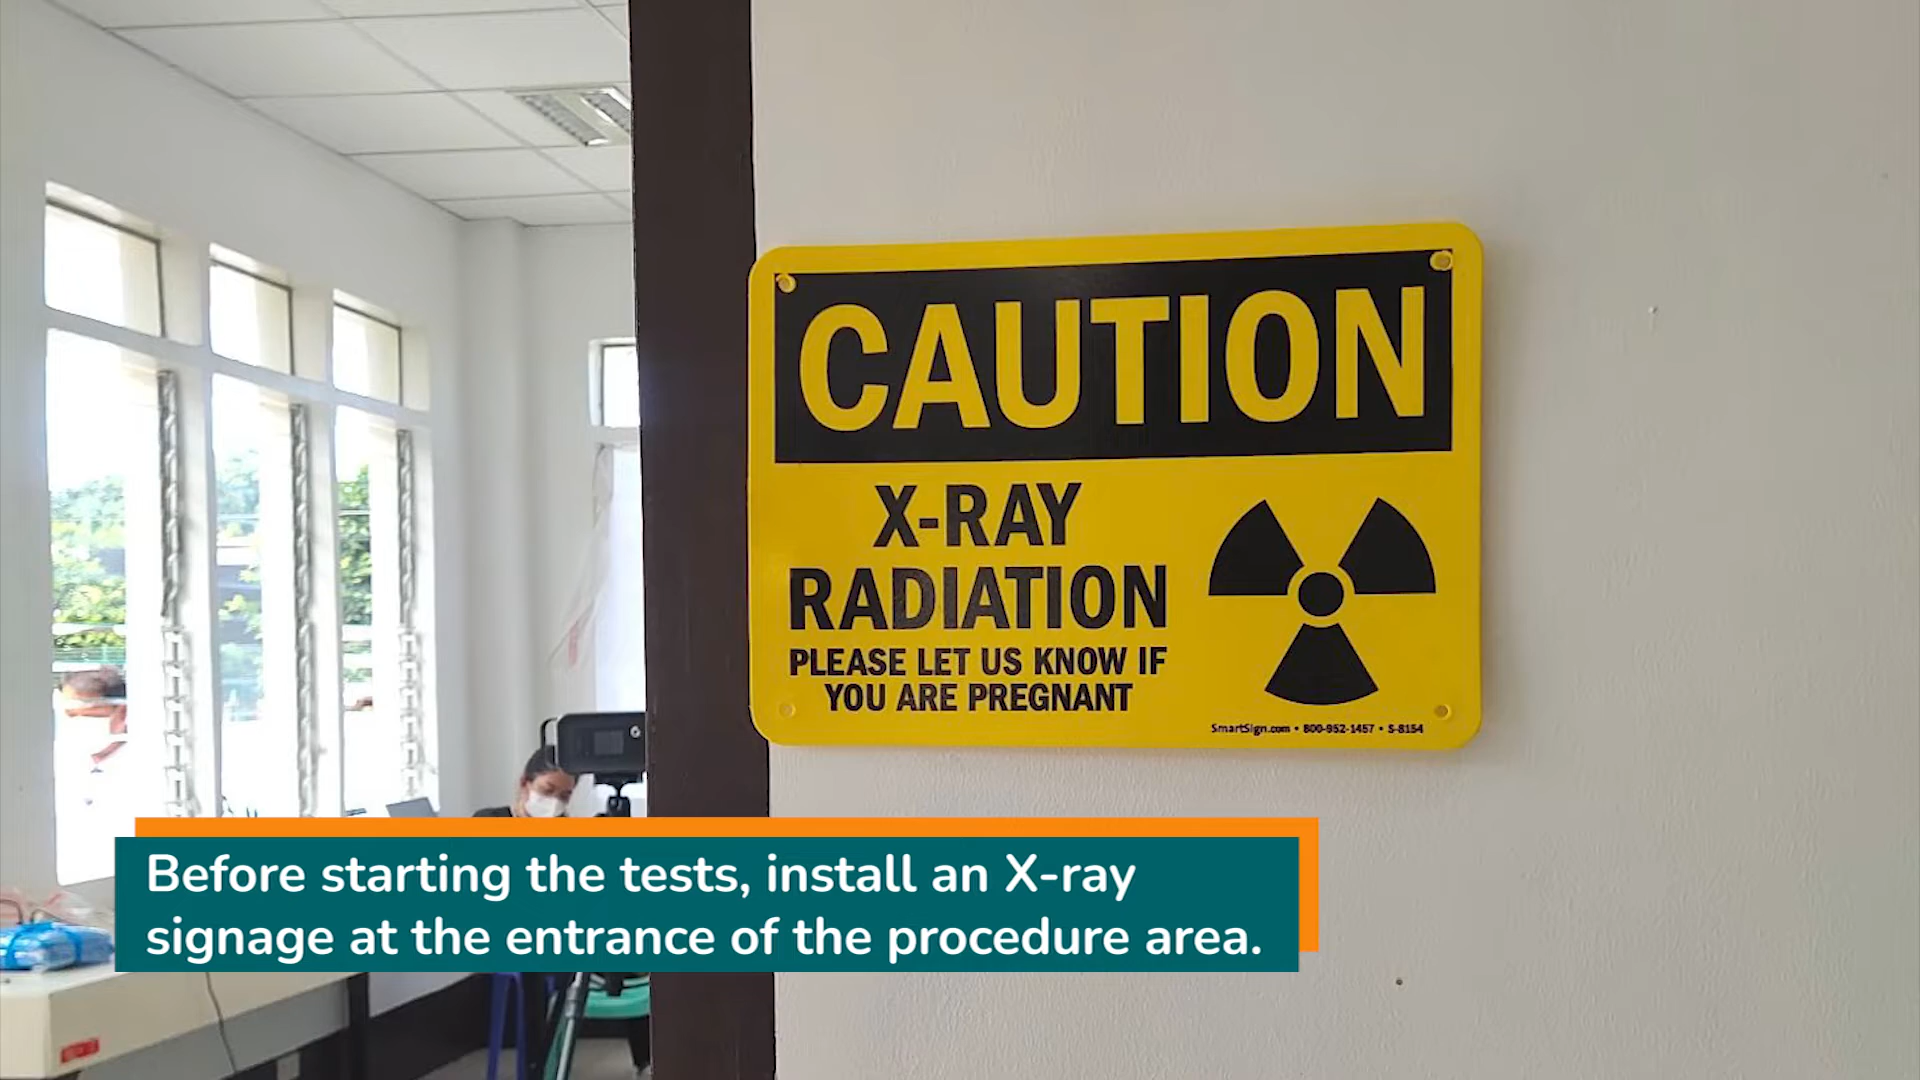 CAUTION
X-RAY
RADIATION
PLEASE LET US KNOW IF
YOU ARE PREGNANT
SmartSign.com • 800-952-1457 • S-8154
Before starting the tests, install an X-ray
signage at the entrance of the procedure area.